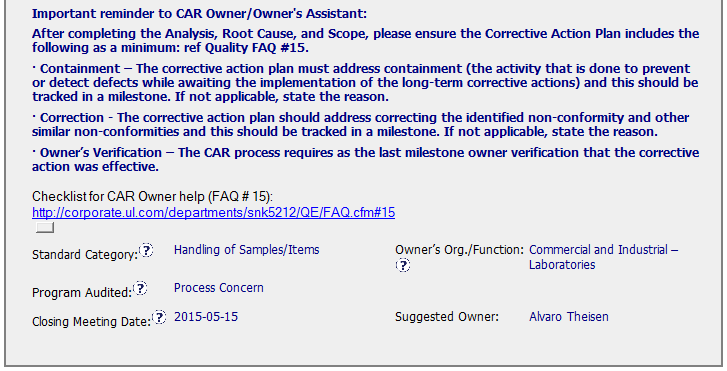 Important reminder to CAR Owner/Owner's Assistant:
After completing the Analysis, Root Cause, and Scope, please ensure the Corrective Action Plan includes the
following as a minimum: ref Quality FAQ #15.
· Containment – The corrective action plan must address containment (the activity that is done to prevent
or detect defects while awaiting the implementation of the long-term corrective actions) and this should be
tracked in a milestone. If not applicable, state the reason.
· Correction - The corrective action plan should address correcting the identified non-conformity and other
similar non-conformities and this should be tracked in a milestone. If not applicable, state the reason.
· Owner’s Verification – The CAR process requires as the last milestone owner verification that the corrective
action was effective.
Checklist for CAR Owner help (FAQ # 15):
http://corporate.ul.com/departments/snk5212/QE/FAQ.cfm#15
Standard Category: ? Handling of Samples/Items Owner’s Org./Function: Commercial and Industrial –
? Laboratories
Program Audited: ? Process Concern
Closing Meeting Date: ? 2015-05-15 Suggested Owner: Alvaro Theisen